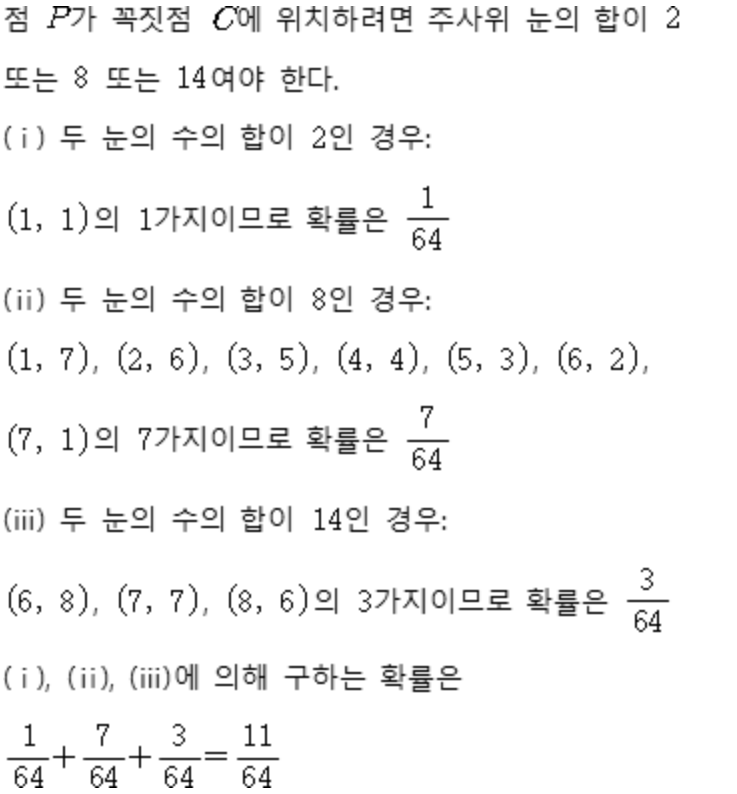 점 P가 꼭짓점 C에 위치하려면 주사위 눈의 합이 2
또는 8 또는 14여야 한다.
(ⅰ) 두 눈의 수의 합이 2인 경우:
(1, 1)의 1가지이므로 확률은 1/64
(ⅱ) 두 눈의 수의 합이 8인 경우:
(1, 7), (2, 6), (3, 5), (4, 4), (5, 3), (6, 2),
(7, 1)의 7가지이므로 확률은 7/64
(ⅲ) 두 눈의 수의 합이 14인 경우:
(6, 8), (7, 7), (8, 6)의 3가지이므로 확률은 3/64
(ⅰ), (ⅱ), (ⅲ)에 의해 구하는 확률은
1/64+7/64+3/64=11/64